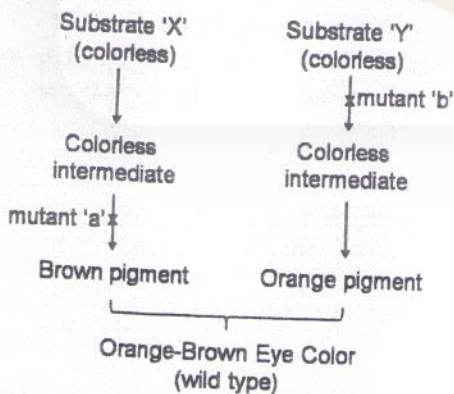 Substrate 'X'
(colorless)
Substrate 'Y'
(colorless)
mutant 'b'
Colorless
intermediate
Colorless
intermediate
mutant 'a'
Brown pigment
Orange pigment
Orange-Brown Eye Color
(wild type)